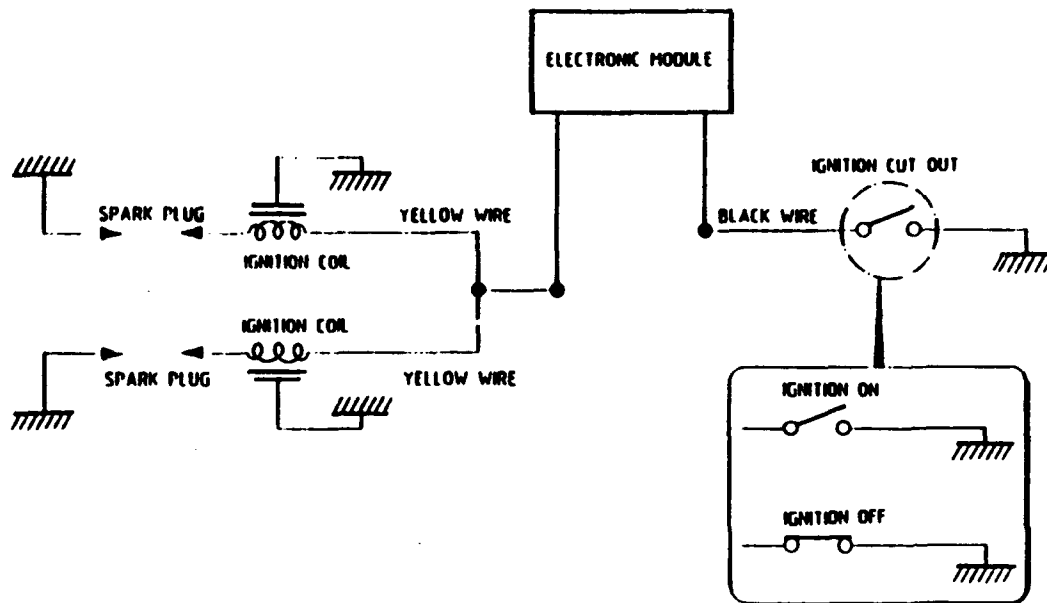 ELECTRONIC MODULE
IGNITION CUT OUT
SPARK PLUG
YELLOW WIRE
BLACK WIRE
IGNITION COIL
IGNITION COIL
SPARK PLUG
YELLOW WIRE
IGNITION ON
IGNITION OFF